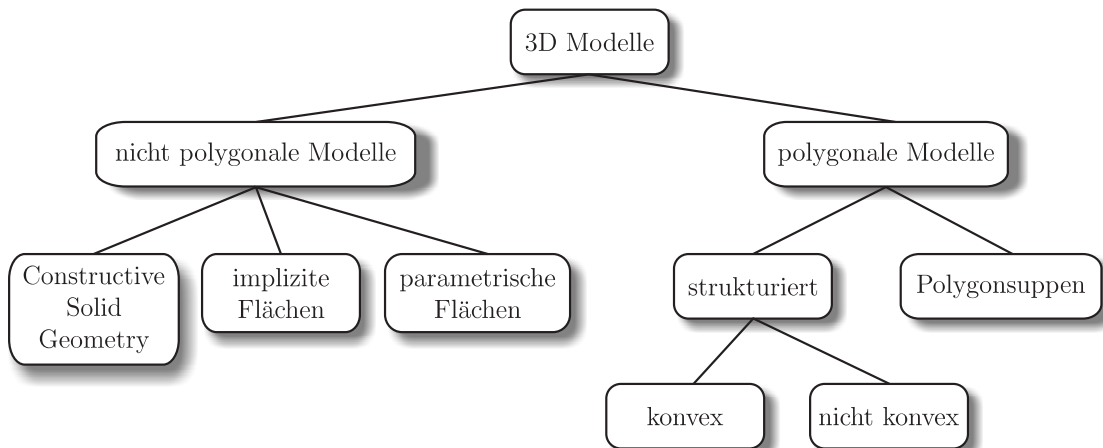 3D Modelle
nicht polygonale Modelle
polygonale Modelle
Constructive
Solid
Geometry
implizite
Flächen
parametrische
Flächen
strukturiert
Polygonsuppen
konvex
nicht konvex